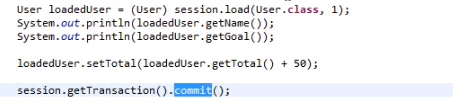 User loadedUser = (User) session.load(User.class, 1);
System.out.println(loadedUser.getName());
System.out.println(loadedUser.getGoal());
loadedUser.setTotal(loadedUser.getTotal() + 50);
session.getTransaction().commit();